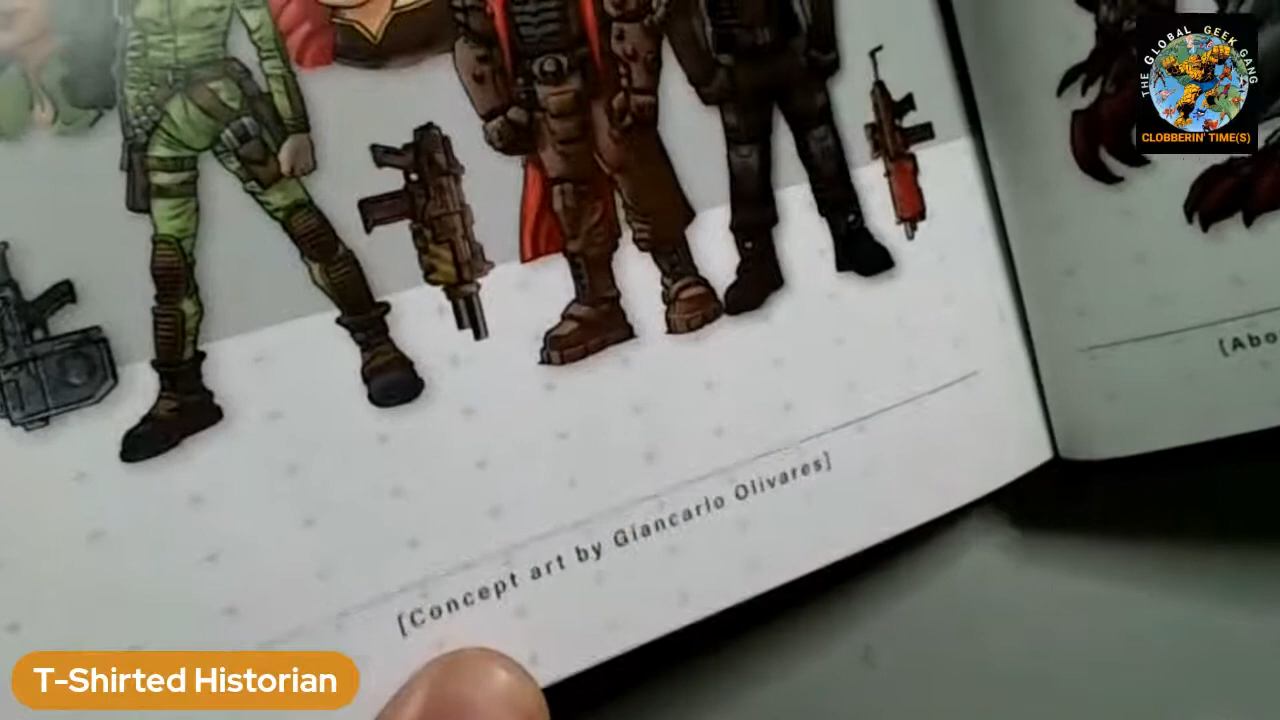 THE GLOBAL GEEK GANG
CLOBBERIN' TIME(S)
[Abo
[Concept art by Giancarlo Olivares]
T-Shirted Historian